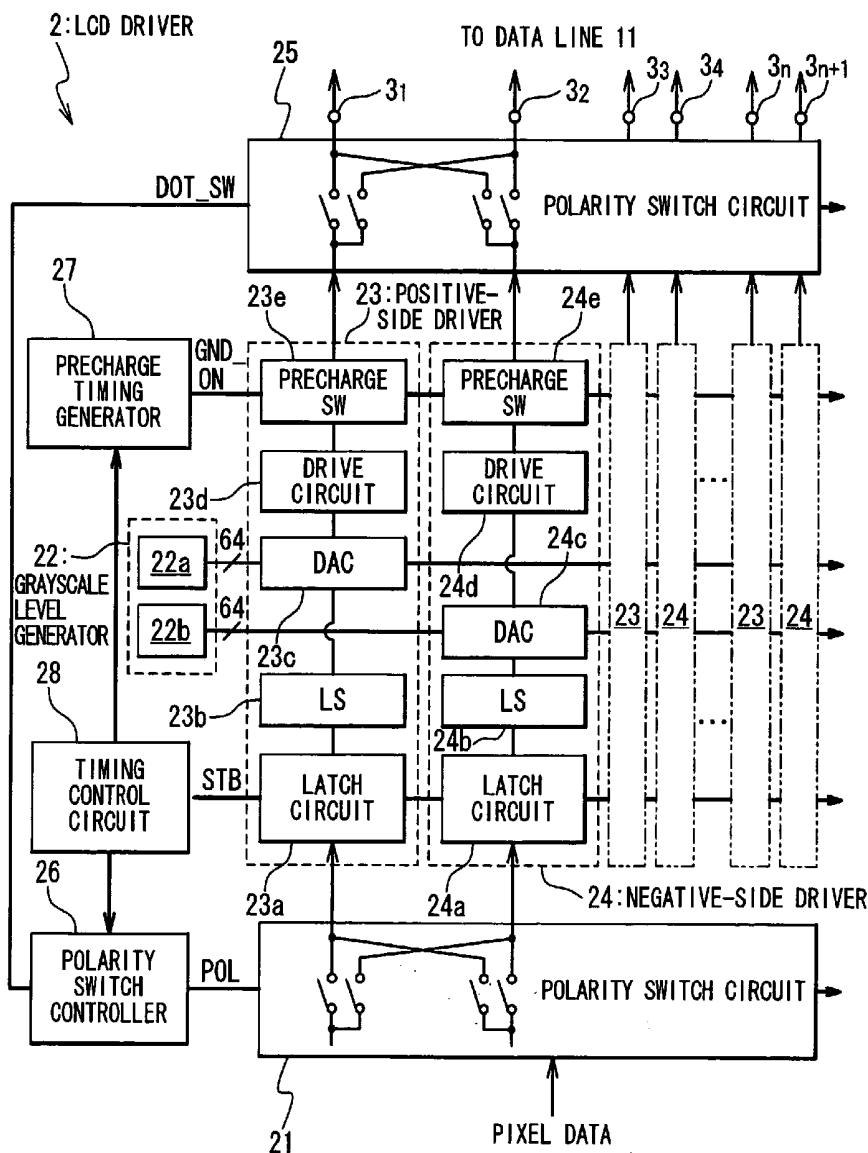 2:LCD DRIVER
TO DATA LINE 11
25
31
32
33
34
3n
3n+1
DOT_SW
POLARITY SWITCH CIRCUIT
27
23e
23:POSITIVE-
SIDE DRIVER
24e
PRECHARGE
TIMING
GENERATOR
GND_
ON
PRECHARGE
SW
PRECHARGE
SW
DRIVE
CIRCUIT
DRIVE
CIRCUIT
23d
...
22:
GRAYSCALE
LEVEL
GENERATOR
22a
64
DAC
24d
24c
22b
64
DAC
23
24
23
24
23c
28
23b
LS
LS
24b
...
TIMING
CONTROL
CIRCUIT
STB
LATCH
CIRCUIT
LATCH
CIRCUIT
26
23a
24a
24:NEGATIVE-SIDE DRIVER
POLARITY
SWITCH
CONTROLLER
POL
POLARITY SWITCH CIRCUIT
21
PIXEL DATA